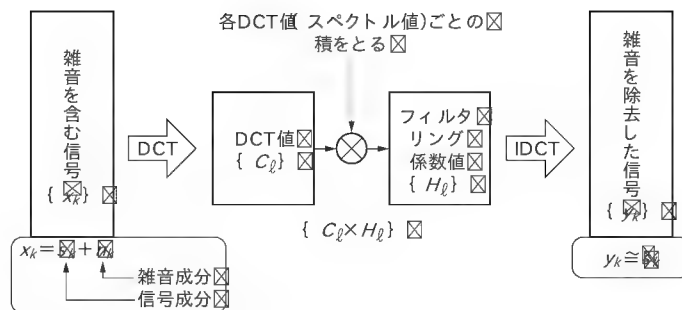 各DCT値(スペクトル値)ごとの
積をとる
雑音を含む信号
{xk}
DCT
DCT値
{Cℓ}
フィルタ
リング
係数値
{Hℓ}
IDCT
雑音を除去した信号
{yk}
{Cℓ×Hℓ}
xk=sk+nk
雑音成分
信号成分
yk≅